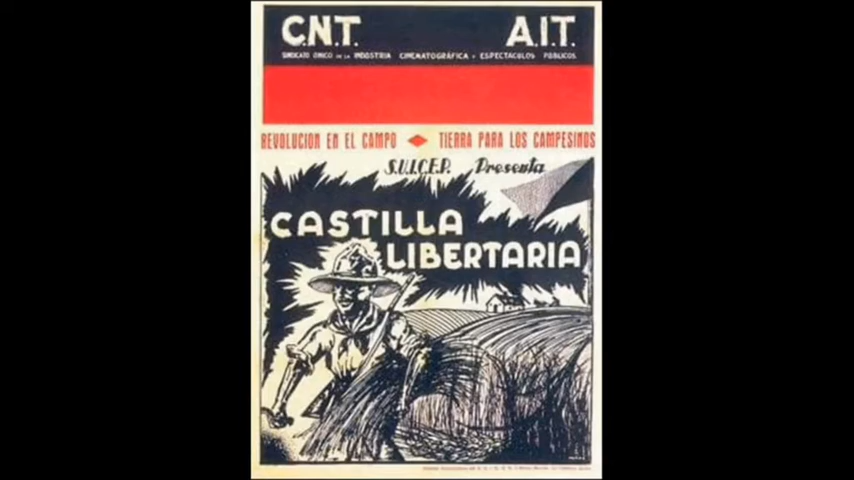 C.N.T. A.I.T.
SINDICATO ÚNICO DE LA INDUSTRIA CINEMATOGRÁFICA Y ESPECTÁCULOS PÚBLICOS
REVOLUCION EN EL CAMPO TIERRA PARA LOS CAMPESINOS
S.U.I.C.E.P. Presenta
CASTILLA
LIBERTARIA